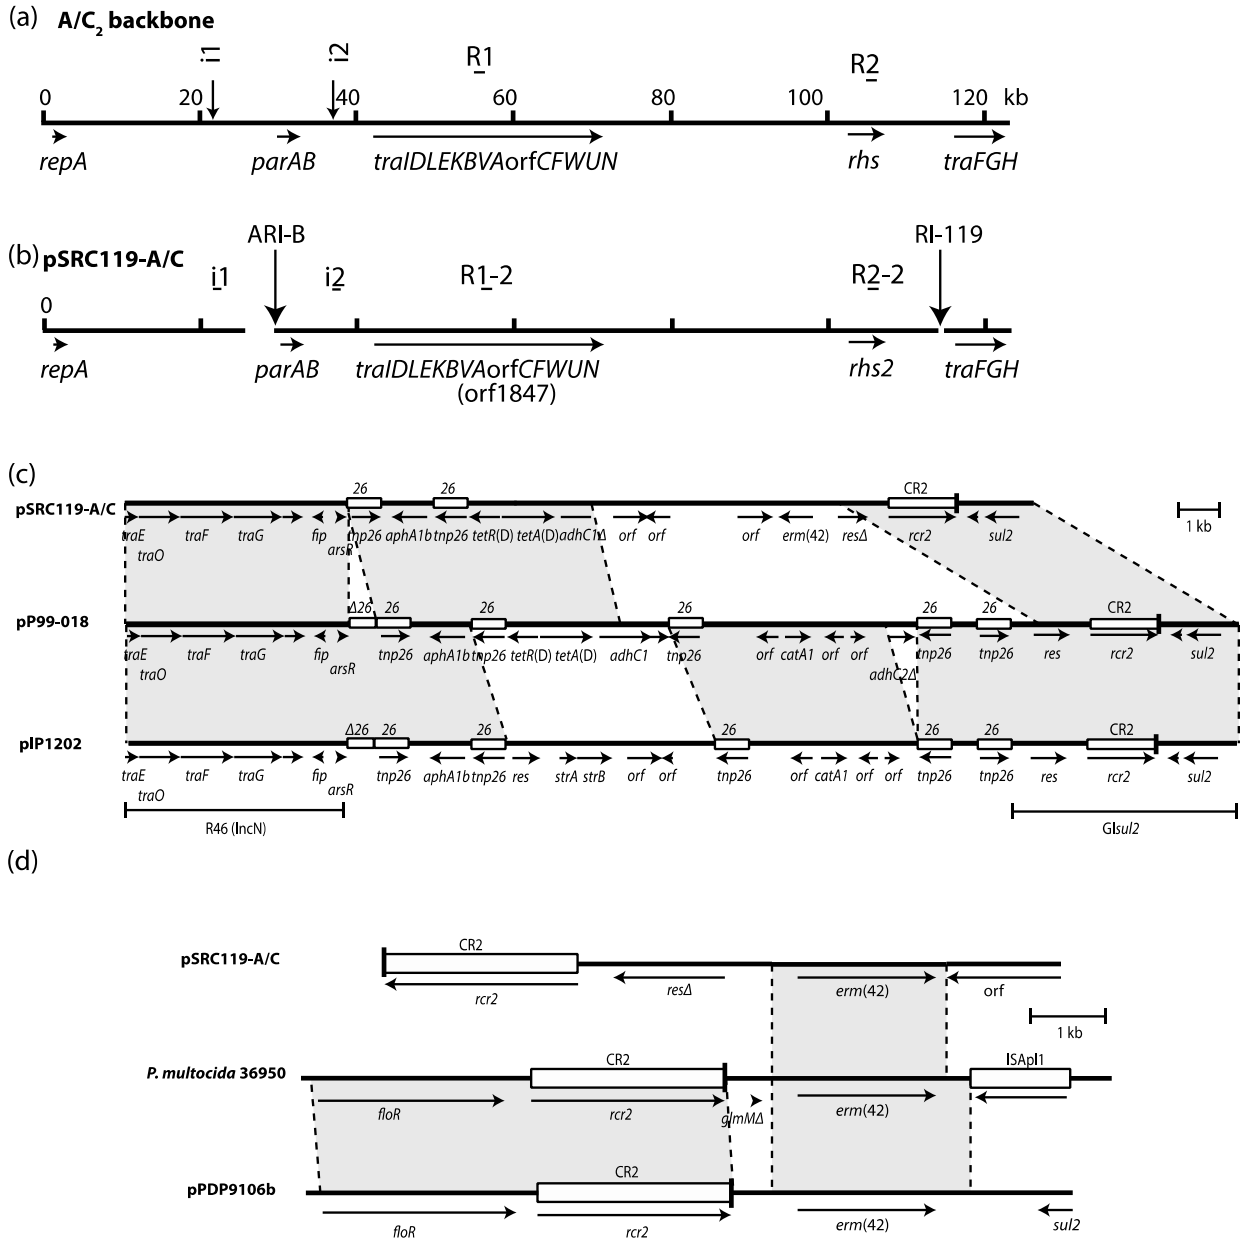 (a) A/C2 backbone
i1 i2 R1 R2
0 20 40 60 80 100 120 kb
repA parAB traIDLEKBVAorfCFWUN rhs traFGH
ARI-B RI-119
(b) pSRC119-A/C
i1 i2 R1-2 R2-2
0
repA parAB traIDLEKBVAorfCFWUN rhs2 traFGH
(orf1847)
(c)
26 26 CR2
pSRC119-A/C
1 kb
traE traF traG fip tnp26 aphA1b tnp26 tetR(D) tetA(D) adhC1Δ orf orf orf erm(42) resΔ rcr2 sul2
traO arsR
Δ26 26 26 26 26 26 CR2
pP99-018
traE traF traG fip tnp26 aphA1b tnp26 tetR(D) tetA(D) adhC1 tnp26 orf catA1 orf orf tnp26 tnp26 res rcr2 sul2
traO arsR adhC2Δ
Δ26 26 26 26 26 26 CR2
pIP1202
traE traF traG fip tnp26 aphA1b tnp26 res strA strB orf orf tnp26 orf catA1 orf orf tnp26 tnp26 res rcr2 sul2
traO arsR
R46 (IncN) GIsul2
(d)
CR2
pSRC119-A/C
rcr2 resΔ erm(42) orf
1 kb
CR2 ISApl1
P. multocida 36950
floR rcr2 glmMΔ erm(42)
CR2
pPDP9106b
floR rcr2 erm(42) sul2